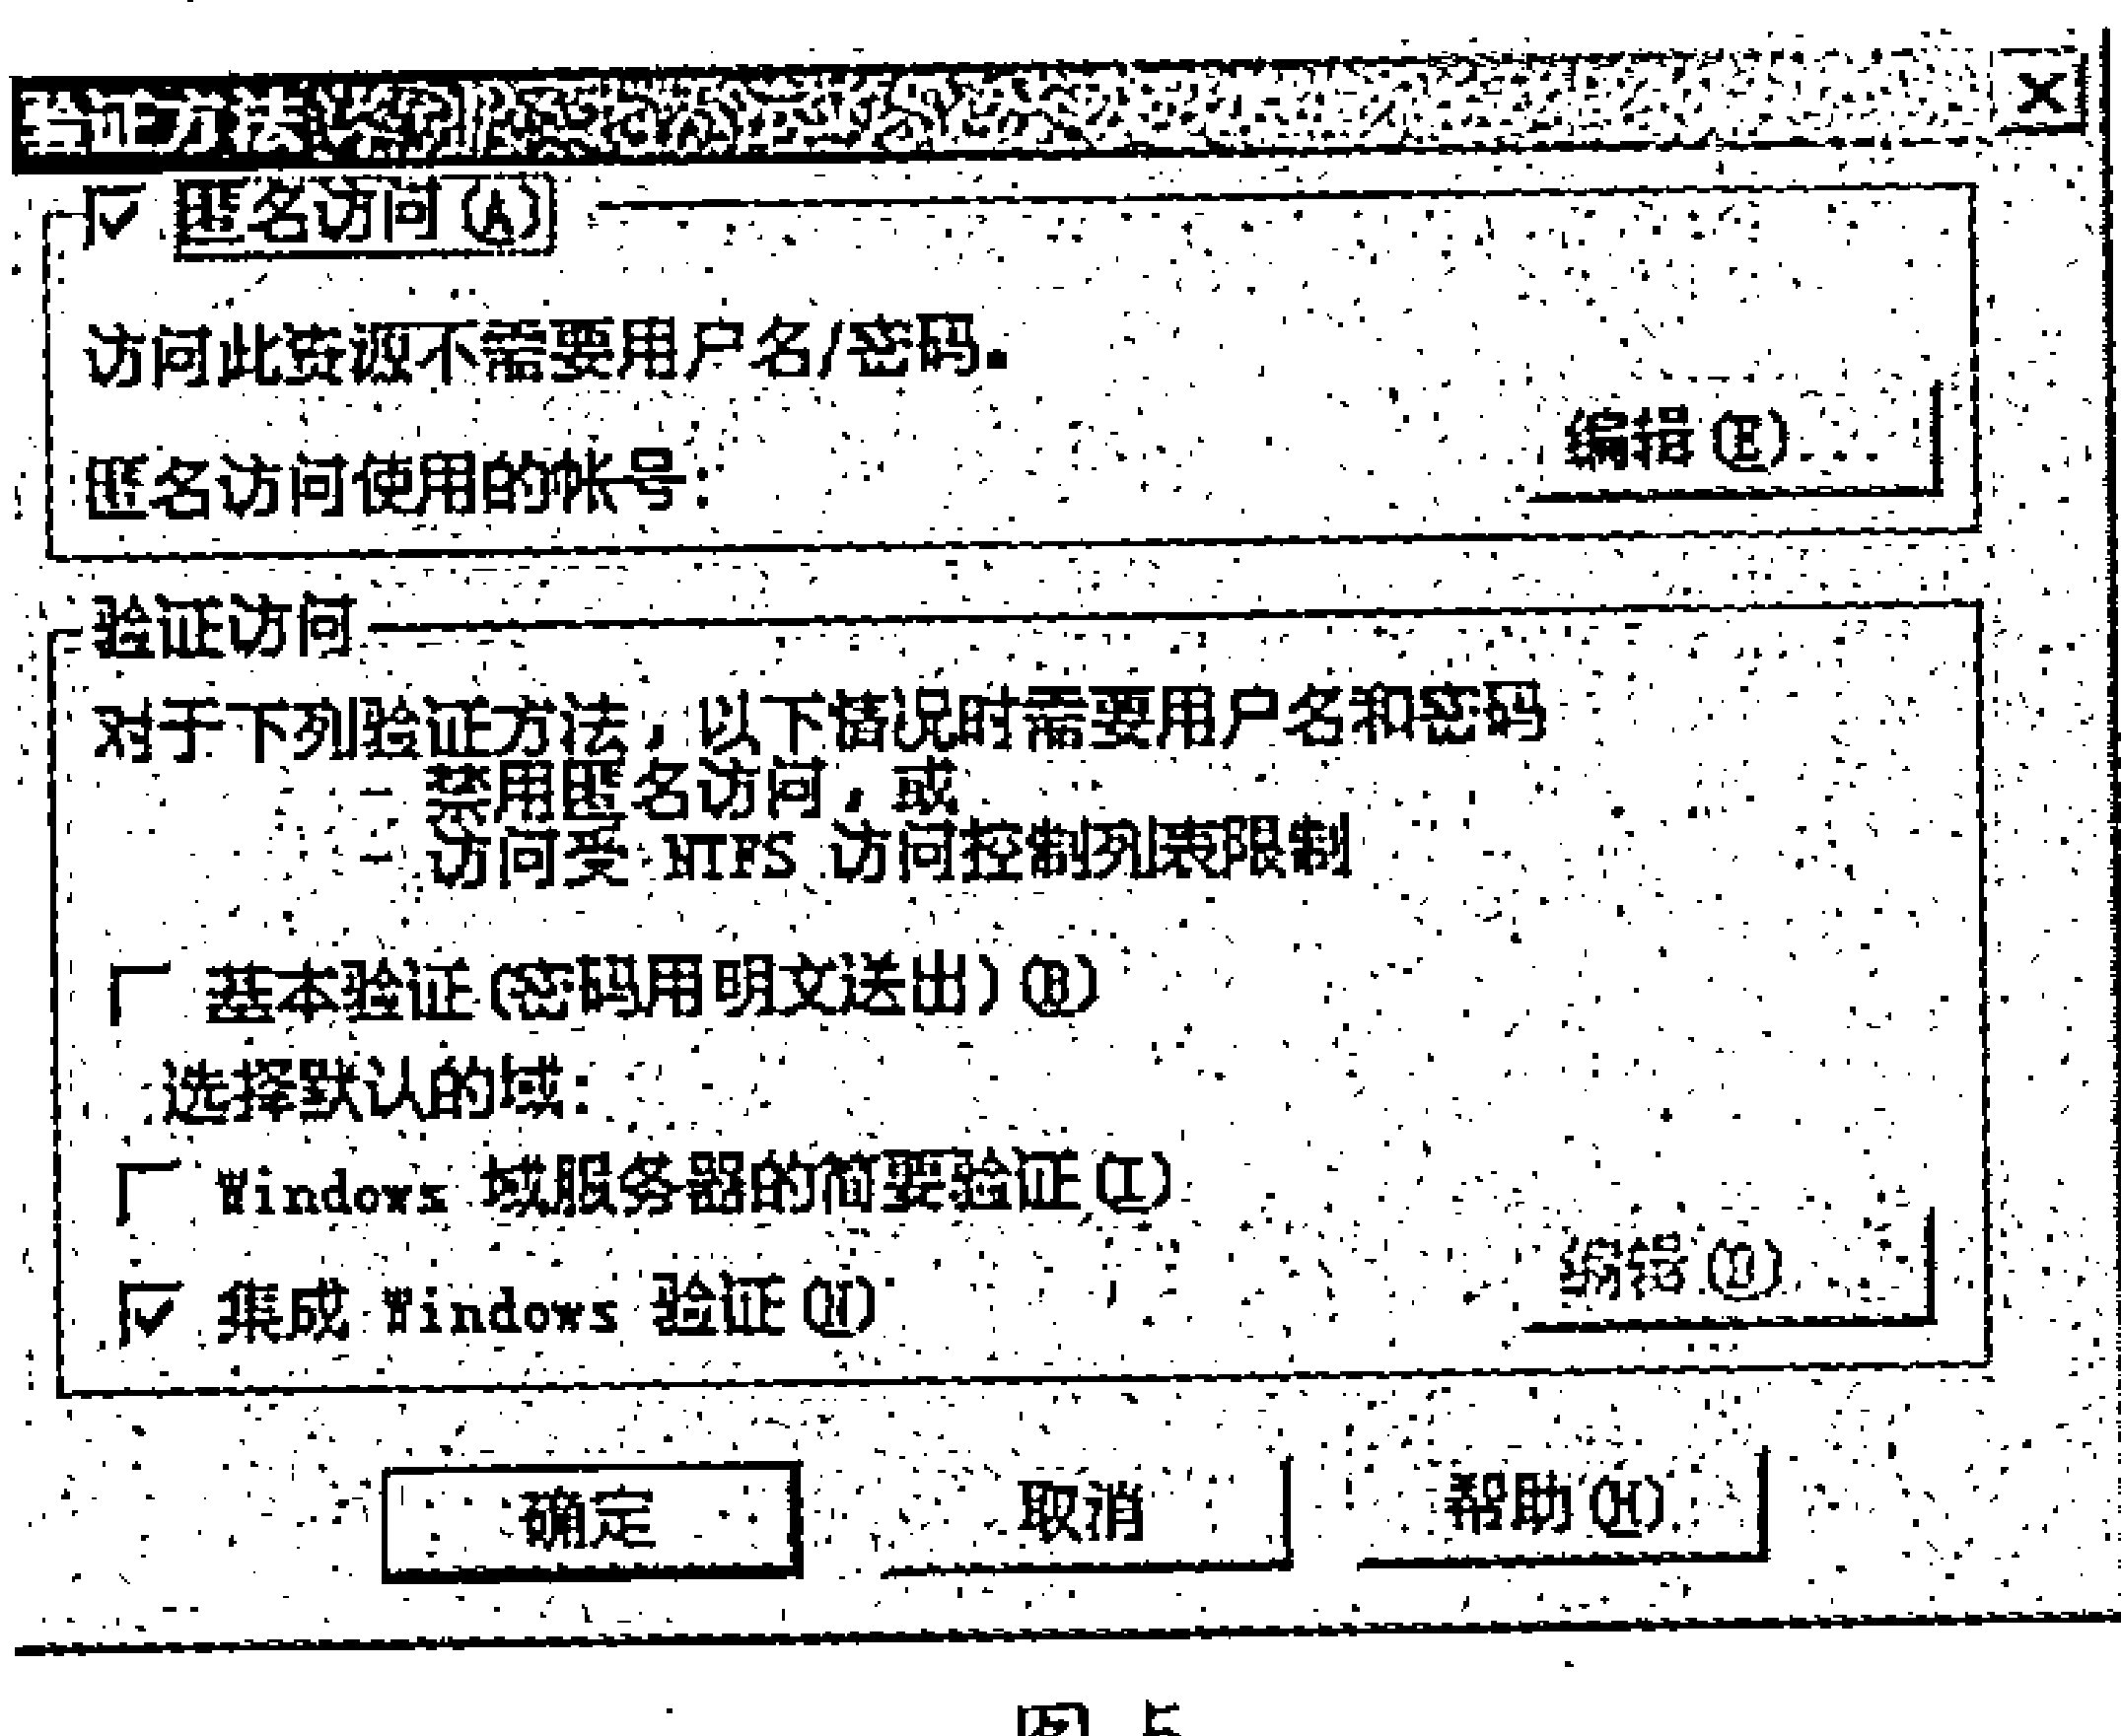 验证方法
匿名访问(A)
访问此资源不需要用户名/密码。
编辑(E)...
匿名访问使用的帐号:
验证访问
对于下列验证方法,以下情况时需要用户名和密码
- 禁用匿名访问,或
- 访问受 NTFS 访问控制列表限制
基本验证(密码用明文送出)(B)
选择默认的域:
Windows 域服务器的简要验证(I)
编辑
集成 Windows 验证(N)
确定
取消
帮助(H)
图 5